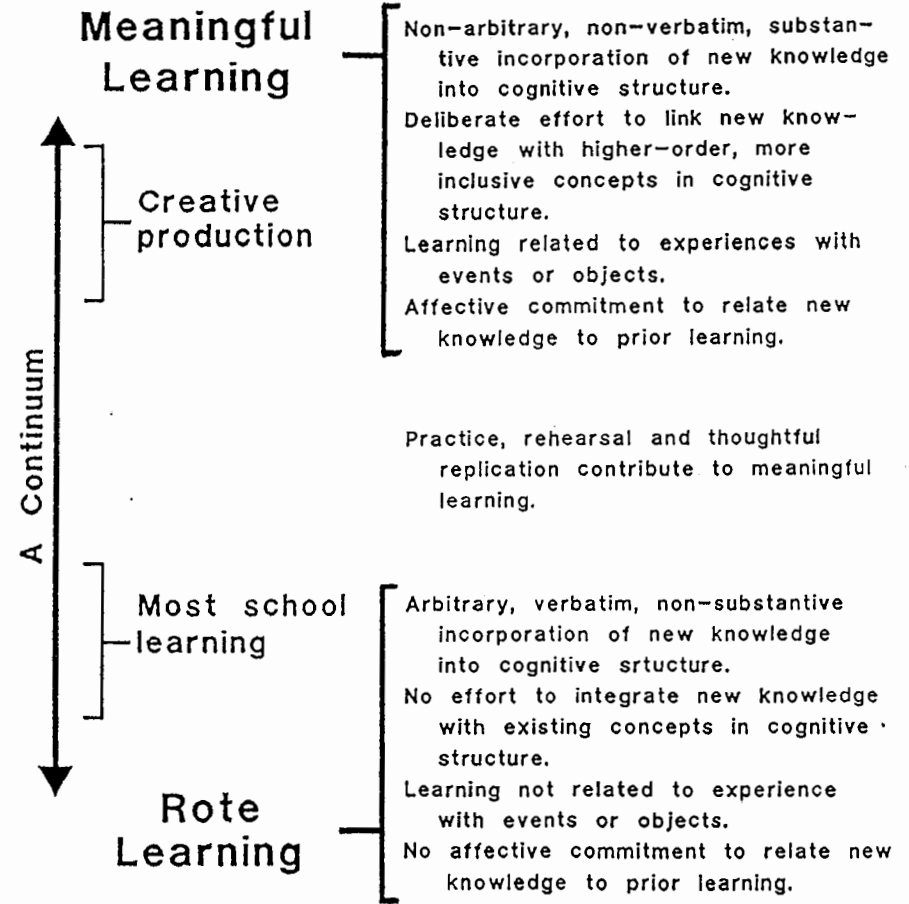 Meaningful
Learning
Non-arbitrary, non-verbatim, substan-
tive incorporation of new knowledge
into cognitive structure.
Deliberate effort to link new know-
ledge with higher-order, more
inclusive concepts in cognitive
structure.
Learning related to experiences with
events or objects.
Affective commitment to relate new
knowledge to prior learning.
Creative
production
A Continuum
Practice, rehearsal and thoughtful
replication contribute to meaningful
learning.
Most school
learning
Arbitrary, verbatim, non-substantive
incorporation of new knowledge
into cognitive srtucture.
No effort to integrate new knowledge
with existing concepts in cognitive
structure.
Learning not related to experience
with events or objects.
No affective commitment to relate new
knowledge to prior learning.
Rote
Learning